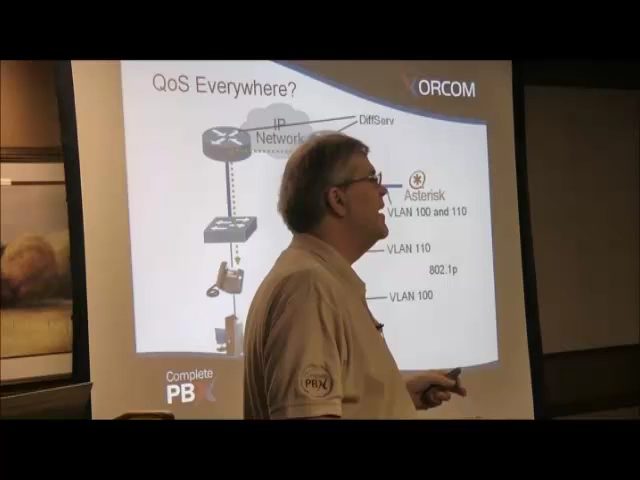 QoS Everywhere?
XORCOM
IP
Network
DiffServ
Asterisk
VLAN 100 and 110
VLAN 110
802.1p
VLAN 100
Complete
PBX
PBX